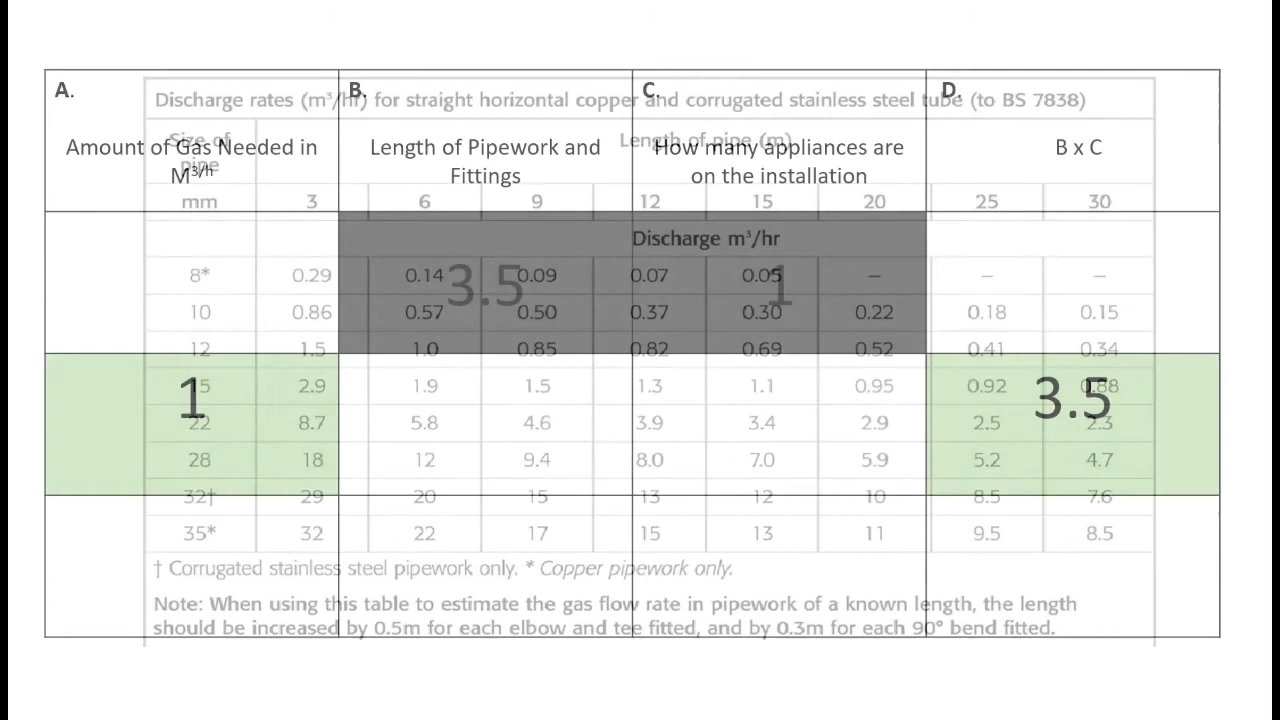 A. B. C. D.
Amount of Gas Needed in Length of Pipework and How many appliances are B x C
M³/h Fittings on the installation
3.5 1
1 3.5
Discharge rates (m³/hr) for straight horizontal copper and corrugated stainless steel tube (to BS 7838)
Size of Length of pipe (m)
pipe
mm 3 6 9 12 15 20 25 30
Discharge m³/hr
8* 0.29 0.14 0.09 0.07 0.05 – – –
10 0.86 0.57 0.50 0.37 0.30 0.22 0.18 0.15
12 1.5 1.0 0.85 0.82 0.69 0.52 0.41 0.34
15 2.9 1.9 1.5 1.3 1.1 0.95 0.92 0.88
22 8.7 5.8 4.6 3.9 3.4 2.9 2.5 2.3
28 18 12 9.4 8.0 7.0 5.9 5.2 4.7
32† 29 20 15 13 12 10 8.5 7.6
35* 32 22 17 15 13 11 9.5 8.5
† Corrugated stainless steel pipework only. * Copper pipework only.
Note: When using this table to estimate the gas flow rate in pipework of a known length, the length
should be increased by 0.5m for each elbow and tee fitted, and by 0.3m for each 90° bend fitted.